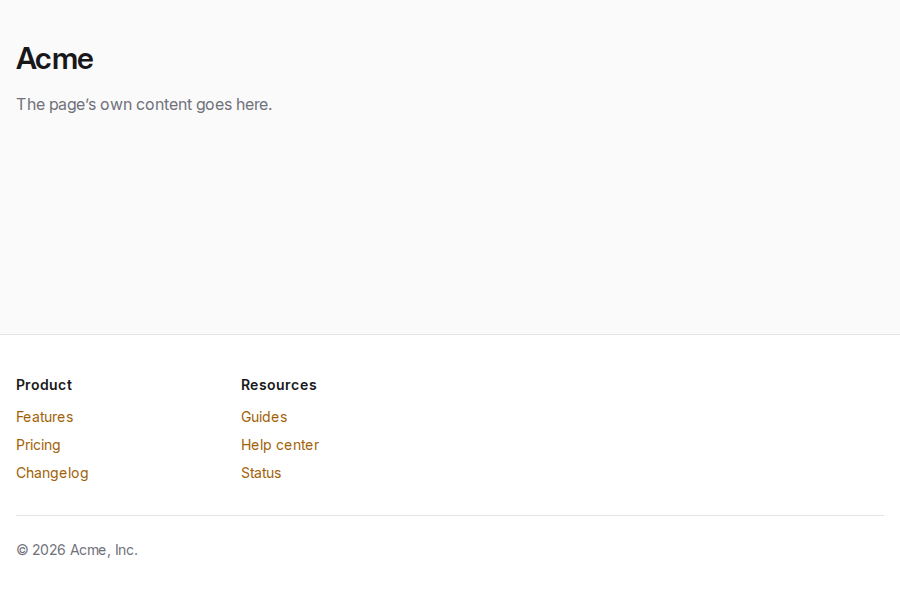 Acme
The page’s own content goes here.
Product
Features
Pricing
Changelog
Resources
Guides
Help center
Status
© 2026 Acme, Inc.